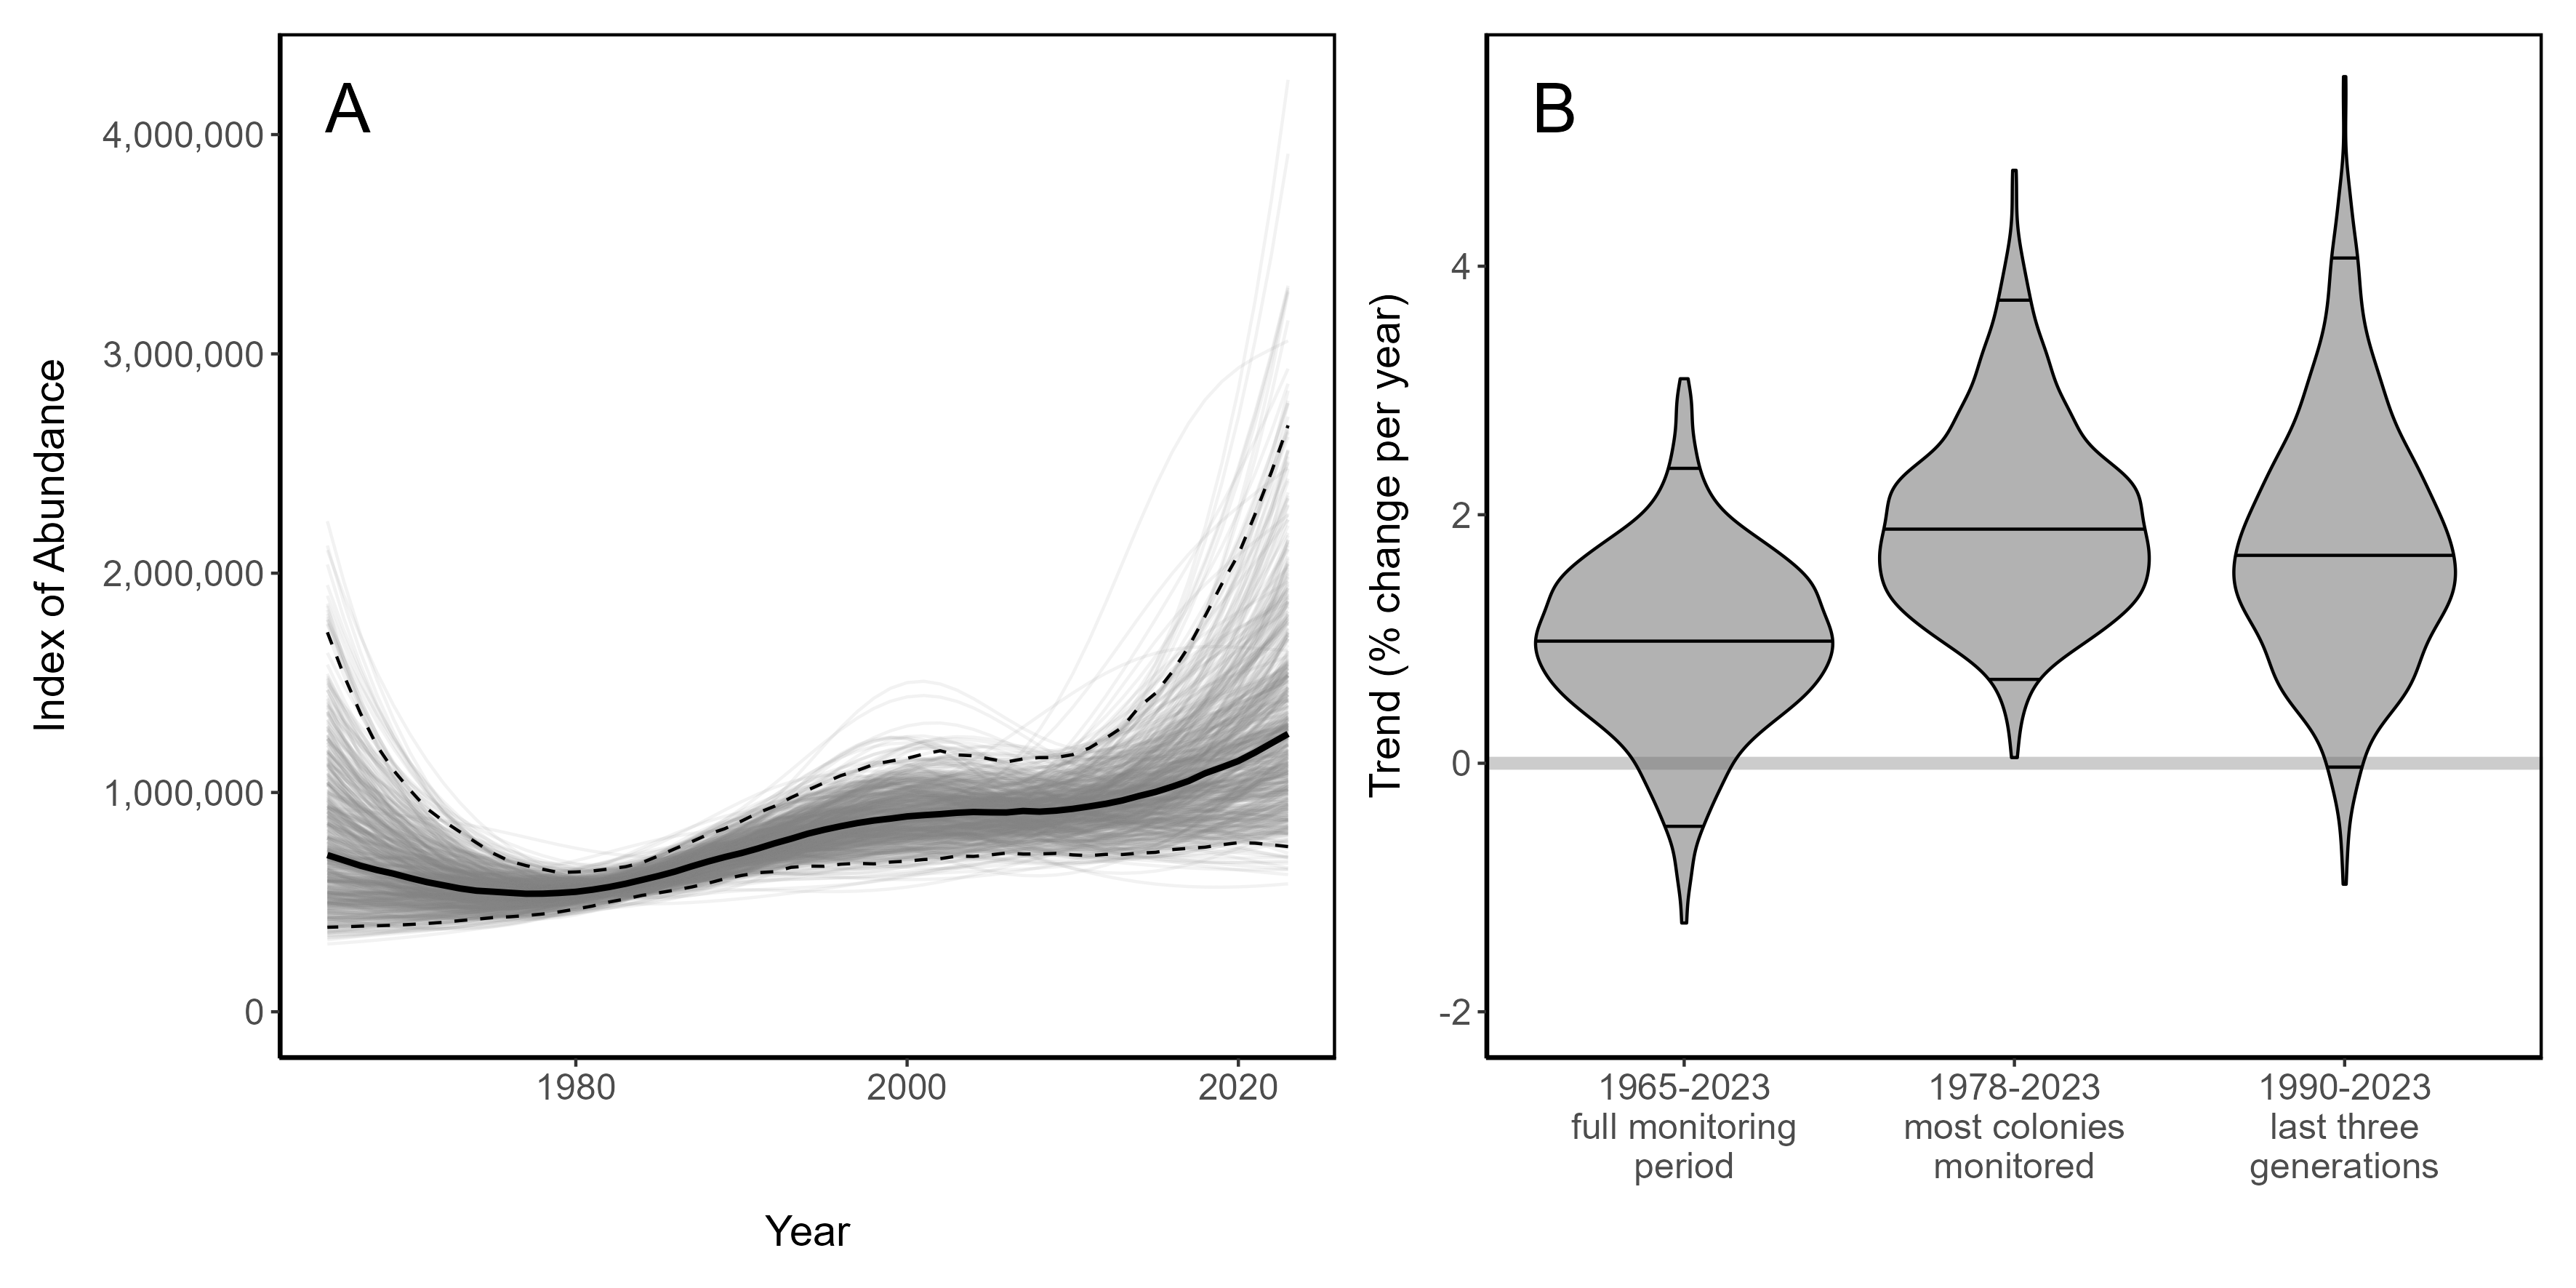 A
Index of Abundance
4,000,000
3,000,000
2,000,000
1,000,000
0
1980
2000
2020
Year
B
Trend (% change per year)
4
2
0
-2
1965-2023
full monitoring
period
1978-2023
most colonies
monitored
1990-2023
last three
generations